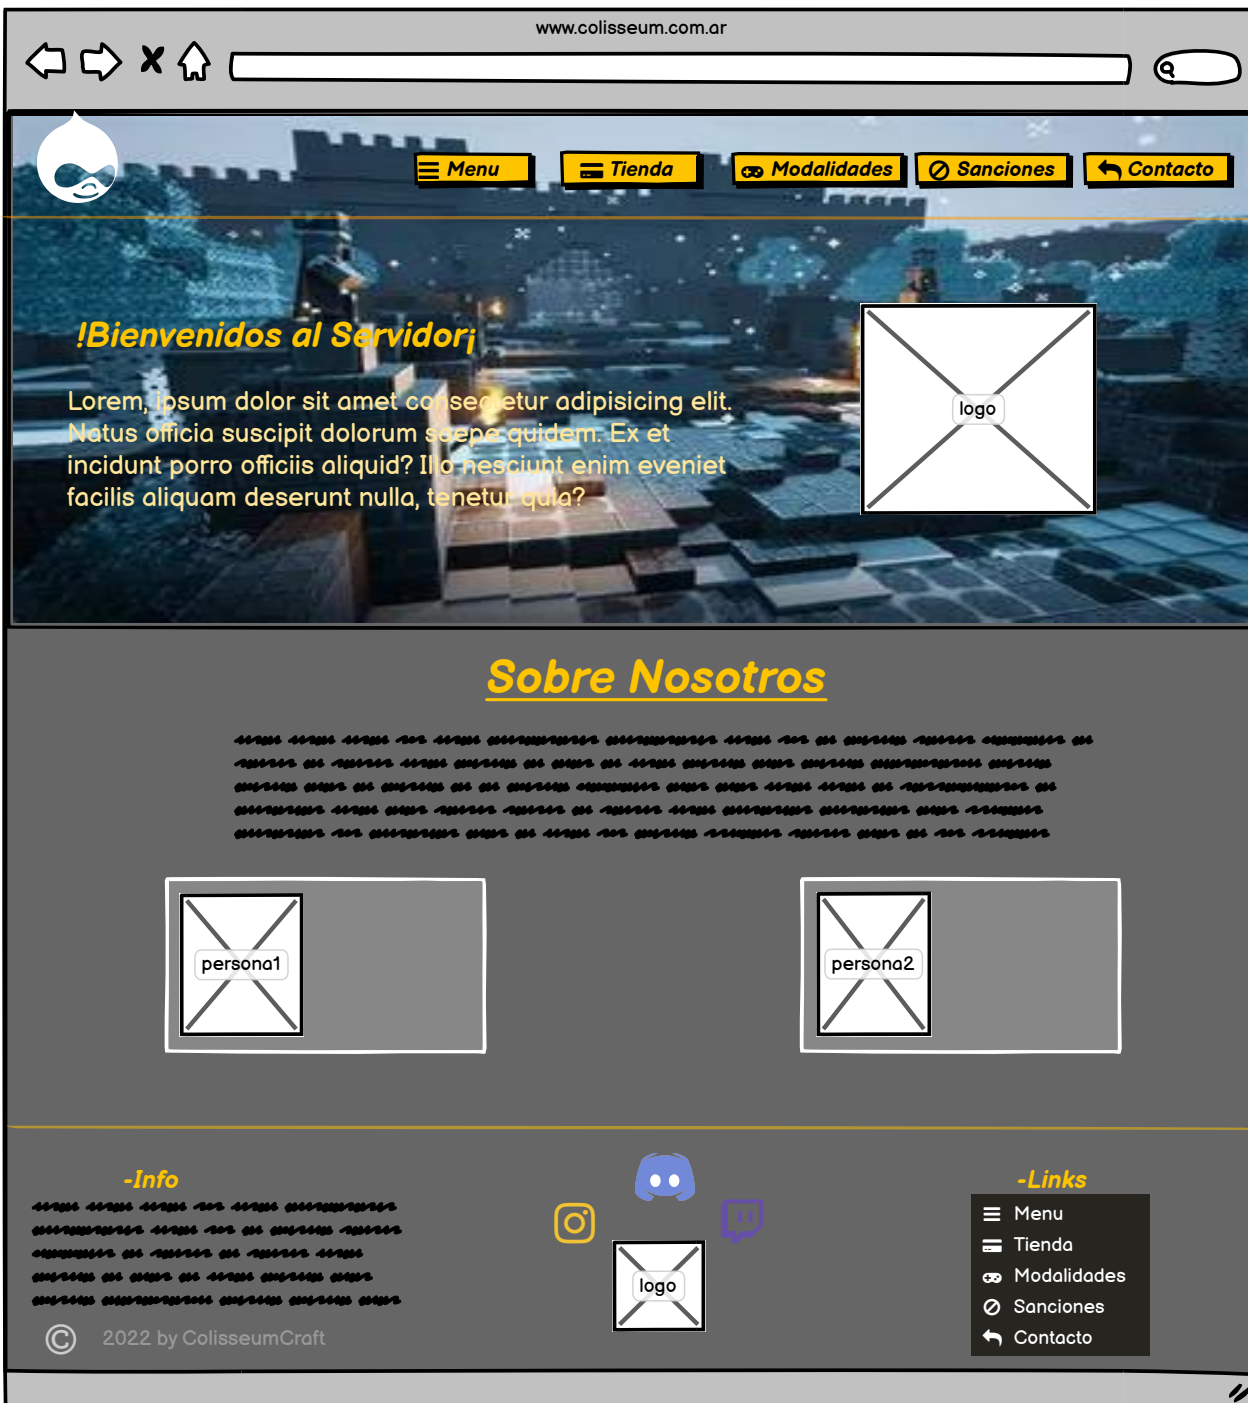 www.colisseum.com.ar
Menu Tienda Modalidades Sanciones Contacto
!Bienvenidos al Servidor¡
Lorem, ipsum dolor sit amet consectetur adipisicing elit.
Natus officia suscipit dolorum saepe quidem. Ex et
incidunt porro officiis aliquid? Illo nesciunt enim eveniet
facilis aliquam deserunt nulla, tenetur quia?
logo
Sobre Nosotros
persona1
persona2
-Info
© 2022 by ColisseumCraft
logo
-Links
Menu
Tienda
Modalidades
Sanciones
Contacto